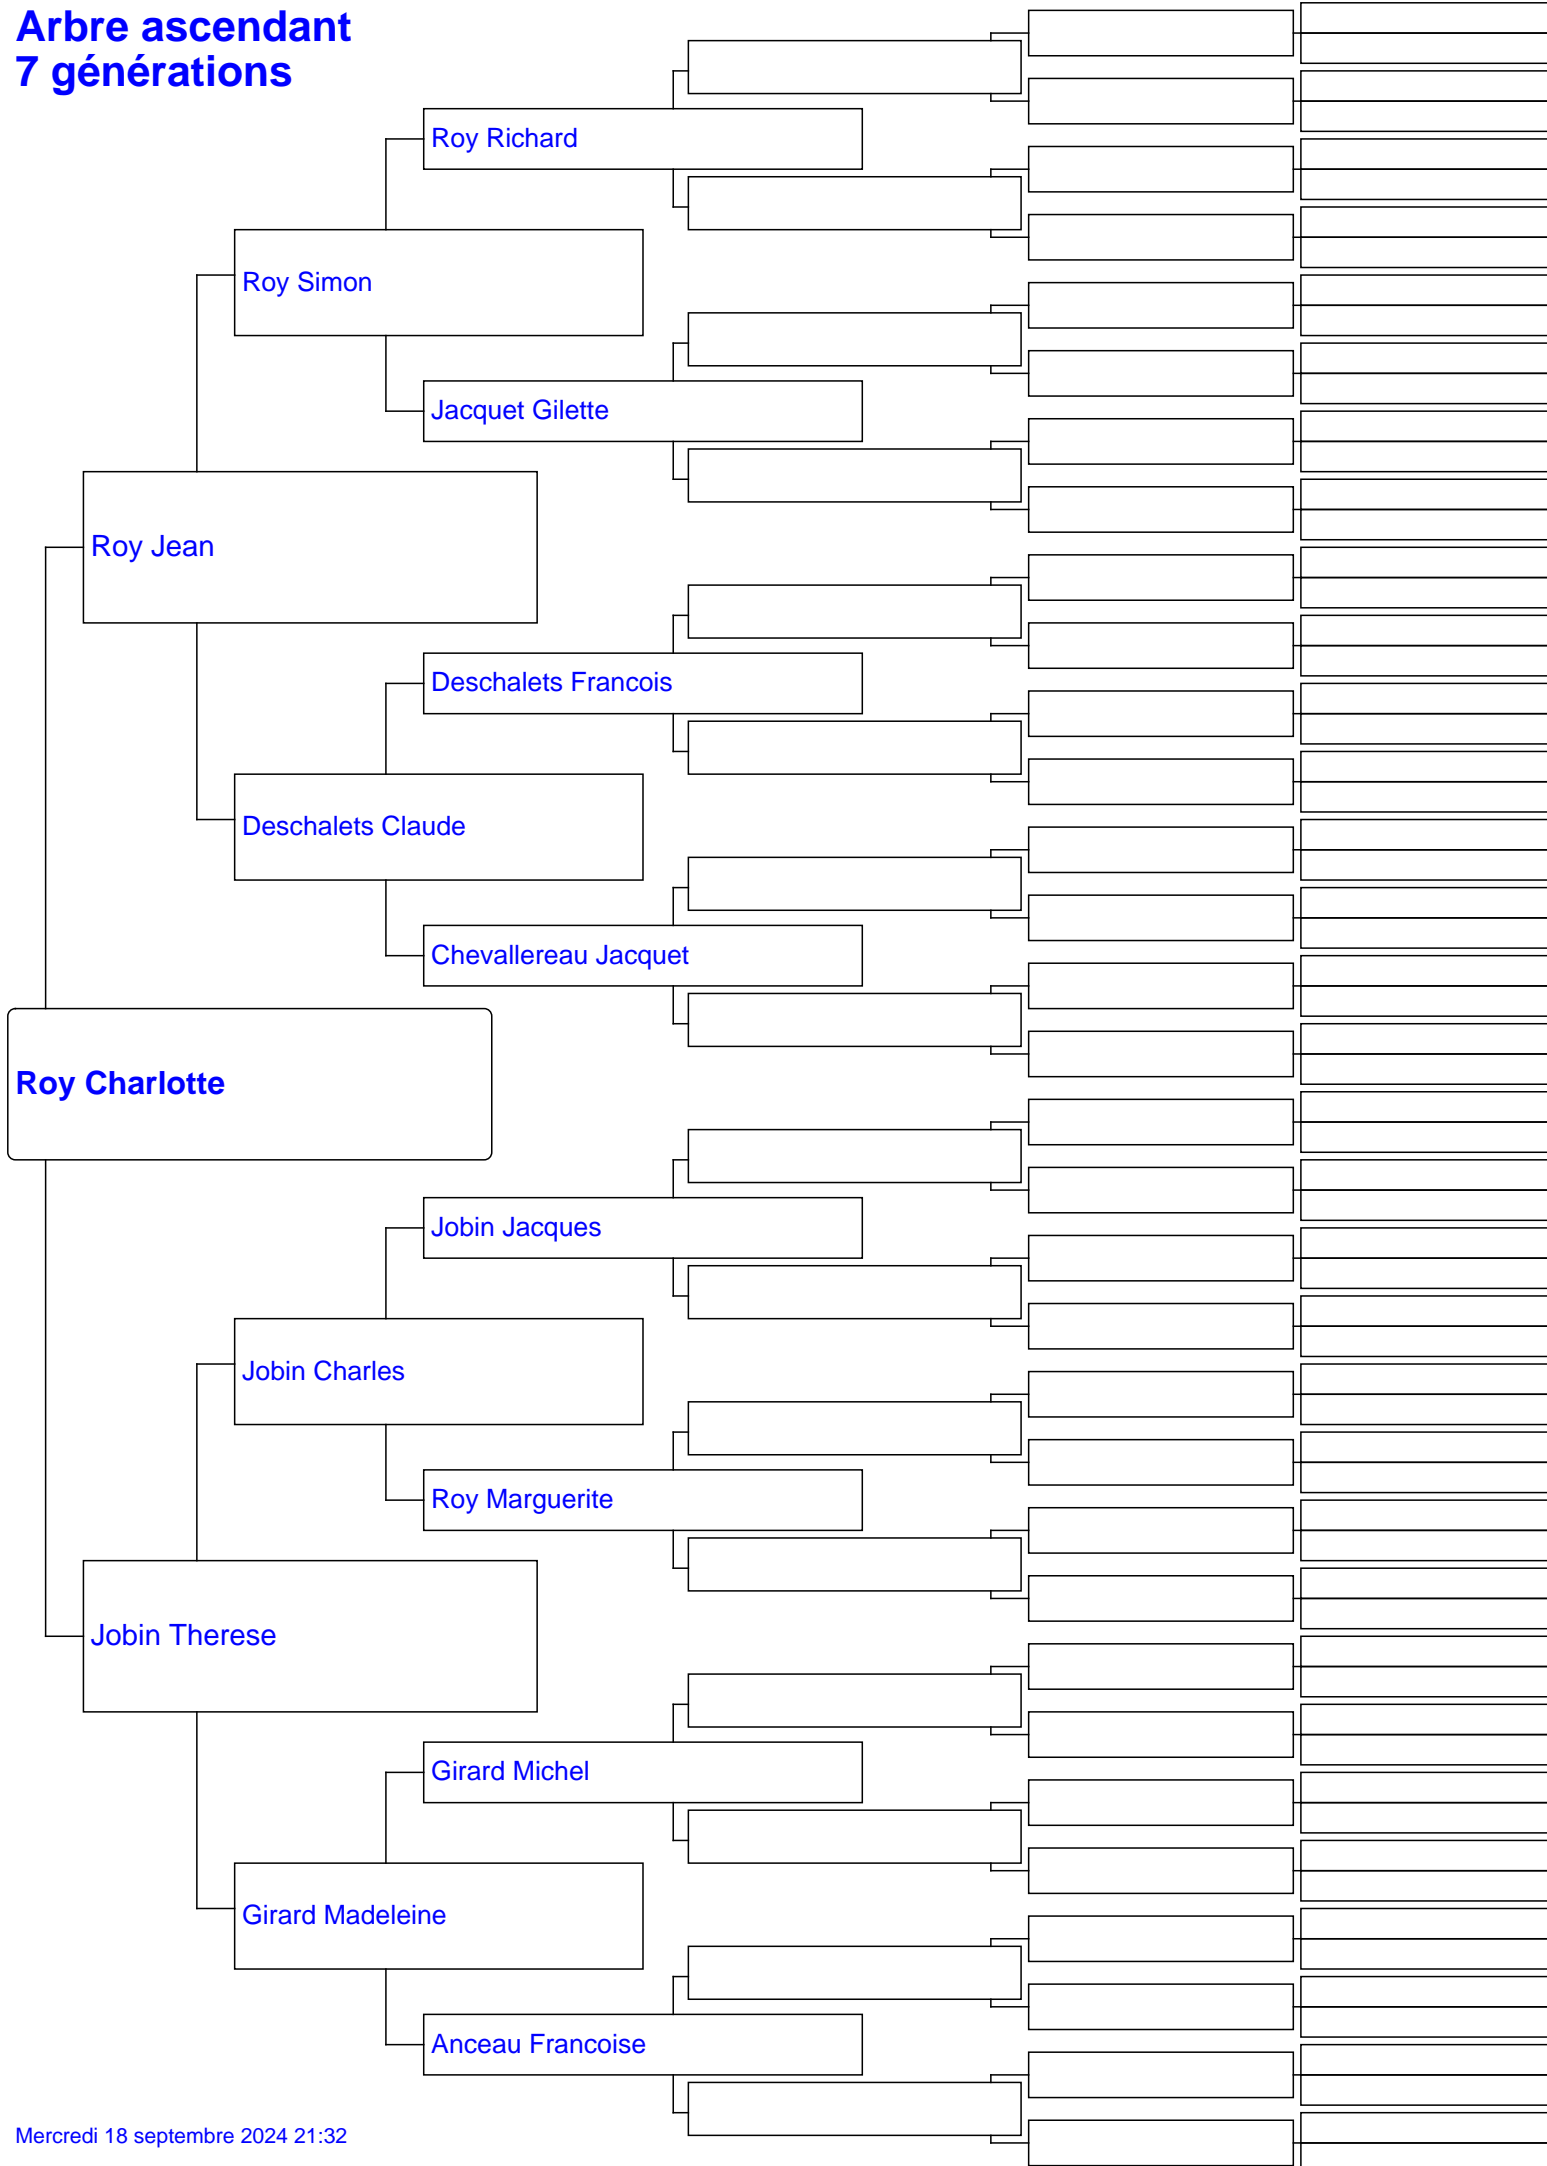 Arbre ascendant
7 générations
Roy Richard
Roy Simon
Jacquet Gilette
Roy Jean
Deschalets Francois
Deschalets Claude
Chevallereau Jacquet
Roy Charlotte
Jobin Jacques
Jobin Charles
Roy Marguerite
Jobin Therese
Girard Michel
Girard Madeleine
Anceau Francoise
Mercredi 18 septembre 2024 21:32